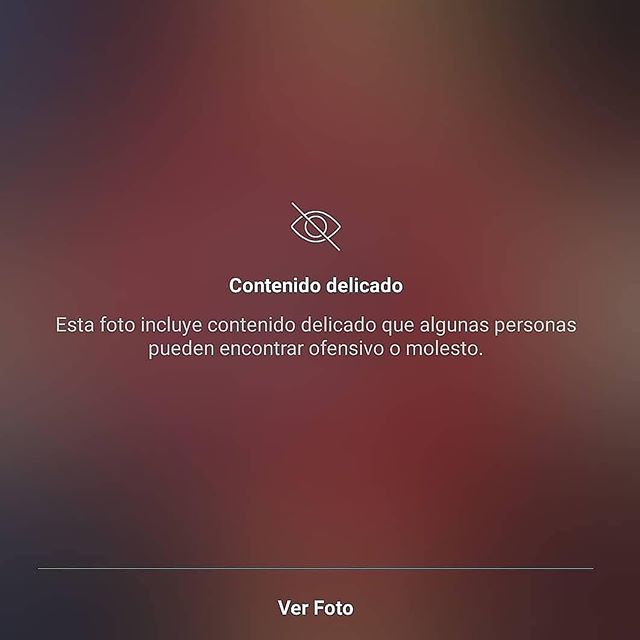 Contenido delicado
Esta foto incluye contenido delicado que algunas personas
pueden encontrar ofensivo o molesto.
Ver Foto